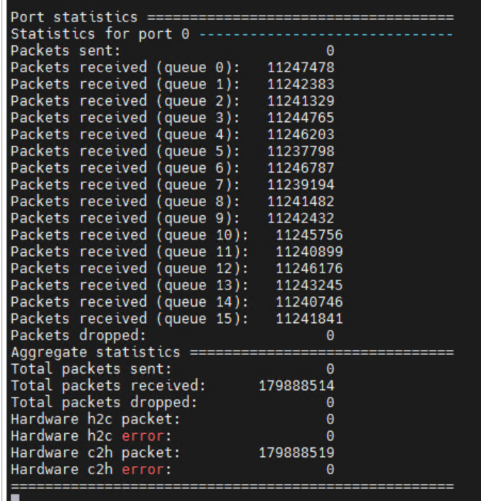 Port statistics ====================================
Statistics for port 0 ------------------------------
Packets sent: 0
Packets received (queue 0): 11247478
Packets received (queue 1): 11242383
Packets received (queue 2): 11241329
Packets received (queue 3): 11244765
Packets received (queue 4): 11246203
Packets received (queue 5): 11237798
Packets received (queue 6): 11246787
Packets received (queue 7): 11239194
Packets received (queue 8): 11241482
Packets received (queue 9): 11242432
Packets received (queue 10): 11245756
Packets received (queue 11): 11240899
Packets received (queue 12): 11246176
Packets received (queue 13): 11243245
Packets received (queue 14): 11240746
Packets received (queue 15): 11241841
Packets dropped: 0
Aggregate statistics ===============================
Total packets sent: 0
Total packets received: 179888514
Total packets dropped: 0
Hardware h2c packet: 0
Hardware h2c error: 0
Hardware c2h packet: 179888519
Hardware c2h error: 0
====================================================